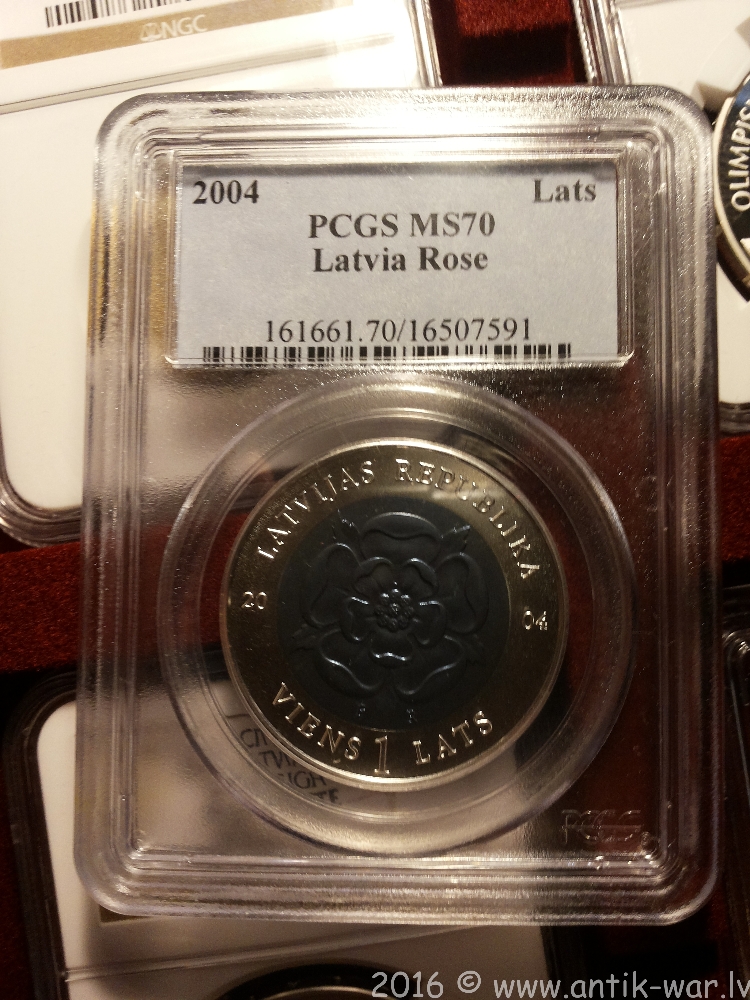 NGC
OLIMPIS
2004 Lats
PCGS MS70
Latvia Rose
161661.70/16507591
LATVIJAS REPUBLIKA
20 04
VIENS 1 LATS
PCGS
2016 © www.antik-war.lv